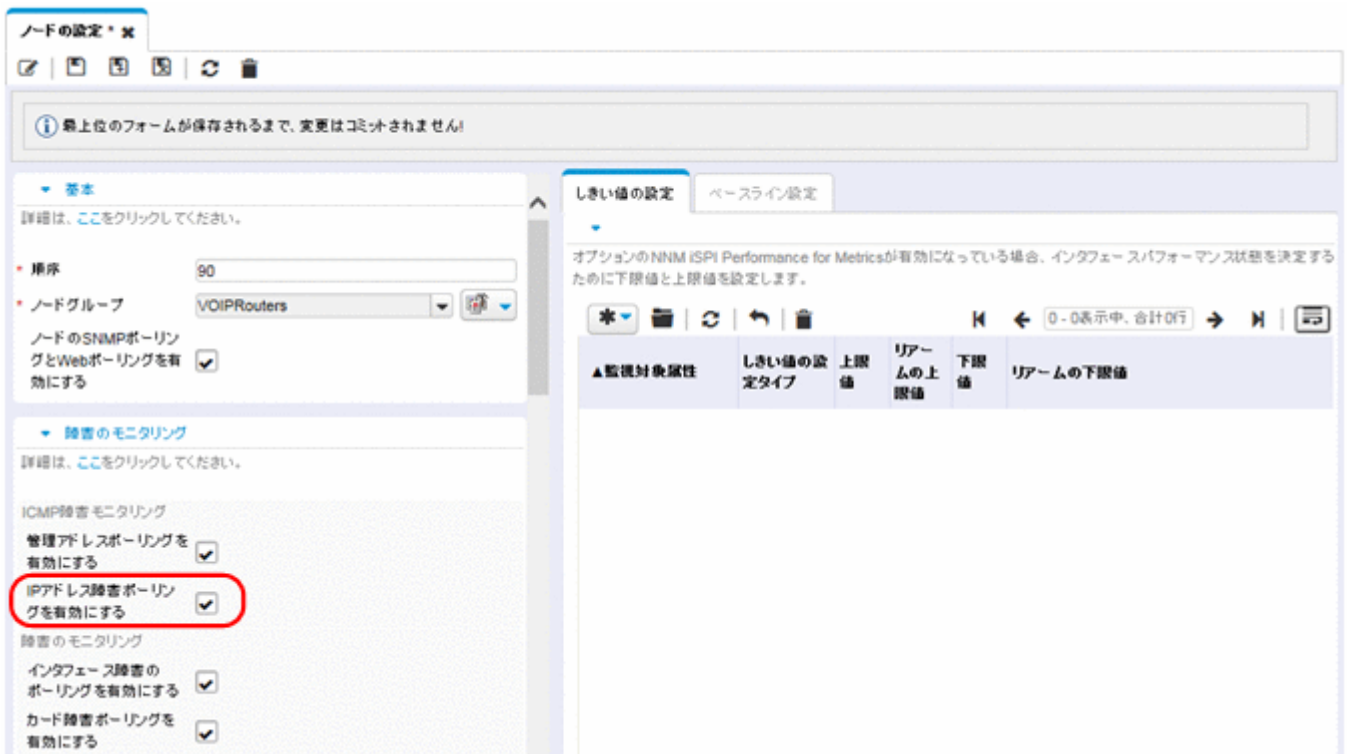 ノードの設定 *
最上位のフォームが保存されるまで、変更はコミットされません!
基本
詳細は、ここをクリックしてください。
* 順序
90
* ノードグループ
VOIPRouters
ノードのSNMPポーリン
グとWebポーリングを有
効にする
障害のモニタリング
詳細は、ここをクリックしてください。
ICMP障害モニタリング
管理アドレスポーリングを
有効にする
IPアドレス障害ポーリン
グを有効にする
障害のモニタリング
インタフェース障害の
ポーリングを有効にする
カード障害ポーリングを
有効にする
しきい値の設定
ベースライン設定
オプションのNNM iSPI Performance for Metricsが有効になっている場合、インタフェースパフォーマンス状態を決定する
ために下限値と上限値を設定します。
0 - 0表示中、合計0行
▲監視対象属性
しきい値の設
定タイプ
上限
値
リアー
ムの上
限値
下限
値
リアームの下限値